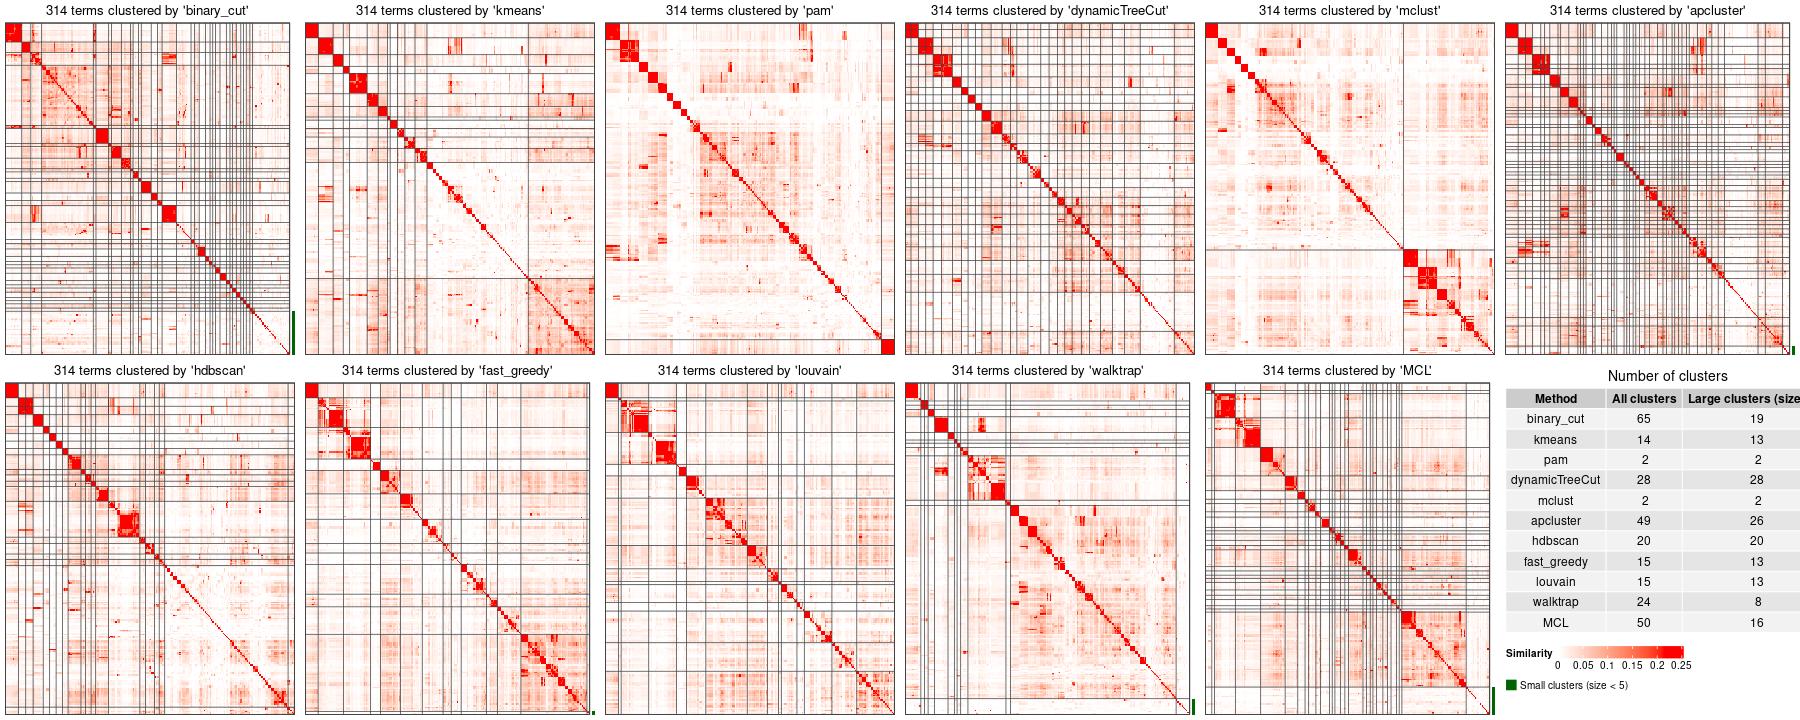 314 terms clustered by 'binary_cut'
314 terms clustered by 'kmeans'
314 terms clustered by 'pam'
314 terms clustered by 'dynamicTreeCut'
314 terms clustered by 'mclust'
314 terms clustered by 'apcluster'
314 terms clustered by 'hdbscan'
314 terms clustered by 'fast_greedy'
314 terms clustered by 'louvain'
314 terms clustered by 'walktrap'
314 terms clustered by 'MCL'
Number of clusters
Method All clusters Large clusters (size
binary_cut 65 19
kmeans 14 13
pam 2 2
dynamicTreeCut 28 28
mclust 2 2
apcluster 49 26
hdbscan 20 20
fast_greedy 15 13
louvain 15 13
walktrap 24 8
MCL 50 16
Similarity
0 0.05 0.1 0.15 0.2 0.25
Small clusters (size < 5)